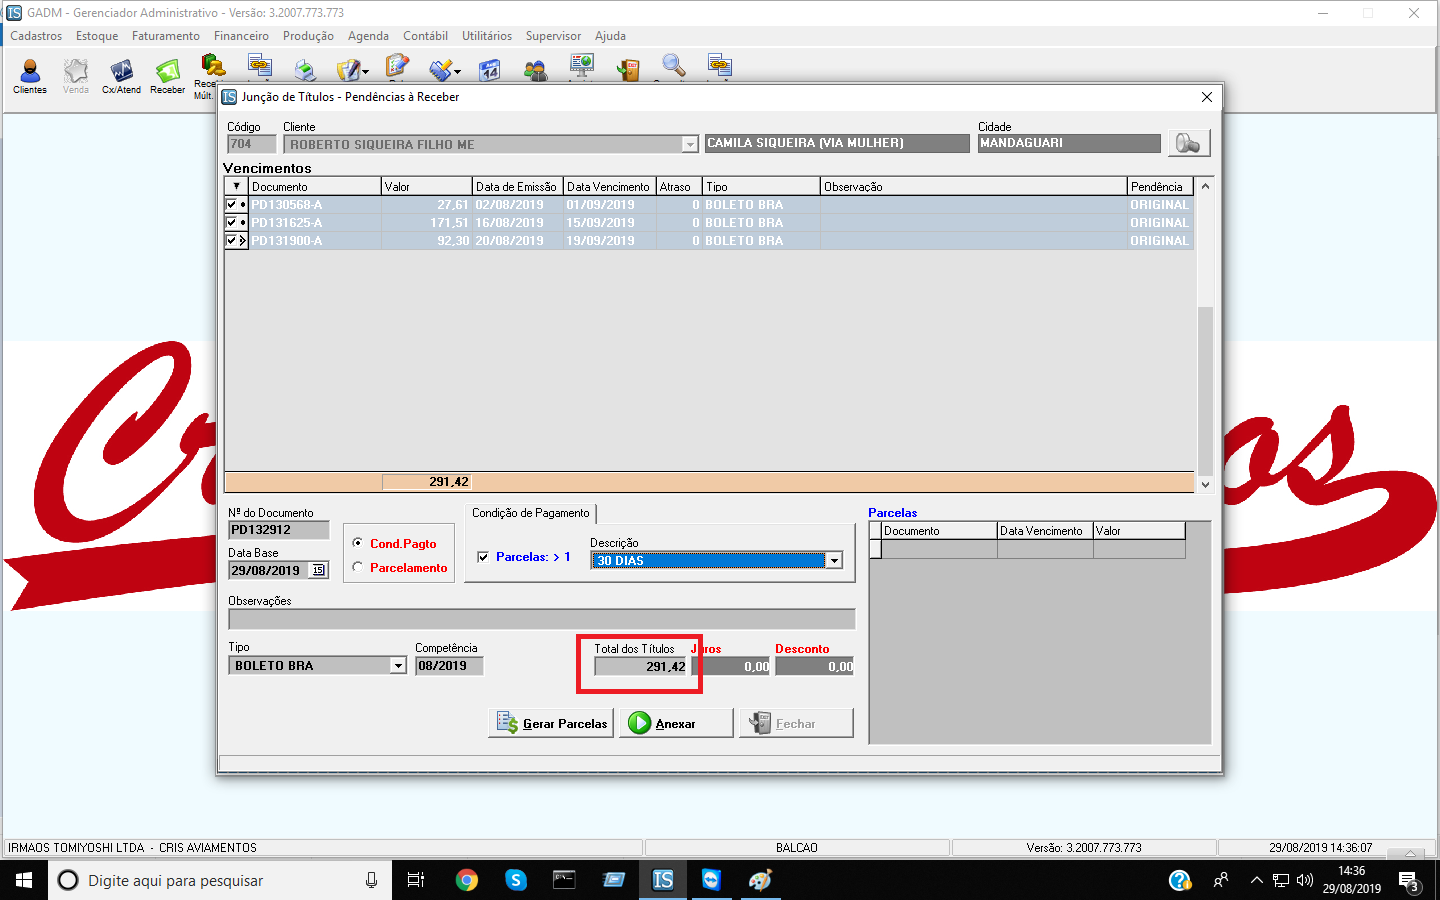 GADM - Gerenciador Administrativo - Versão: 3.2007.773.773
Cadastros Estoque Faturamento Financeiro Produção Agenda Contábil Utilitários Supervisor Ajuda
Clientes Venda Cx/Atend Receber
Múlt.
Junção de Títulos - Pendências à Receber
Código Cliente Cidade
704 ROBERTO SIQUEIRA FILHO ME CAMILA SIQUEIRA (VIA MULHER) MANDAGUARI
Vencimentos
Documento Valor Data de Emissão Data Vencimento Atraso Tipo Observação Pendência
PD130568-A 27,61 02/08/2019 01/09/2019 0 BOLETO BRA ORIGINAL
PD131625-A 171,51 16/08/2019 15/09/2019 0 BOLETO BRA ORIGINAL
PD131900-A 92,30 20/08/2019 19/09/2019 0 BOLETO BRA ORIGINAL
291,42
Nº do Documento
PD132912
Data Base
29/08/2019 15
Cond.Pagto
Parcelamento
Condição de Pagamento
Parcelas: > 1
Descrição
30 DIAS
Parcelas
Documento Data Vencimento Valor
Observações
Tipo Competência Total dos Títulos Juros Desconto
BOLETO BRA 08/2019 291,42 0,00 0,00
Gerar Parcelas Anexar Fechar
IRMAOS TOMIYOSHI LTDA - CRIS AVIAMENTOS BALCAO Versão: 3.2007.773.773 29/08/2019 14:36:07
Digite aqui para pesquisar
14:36
29/08/2019
3